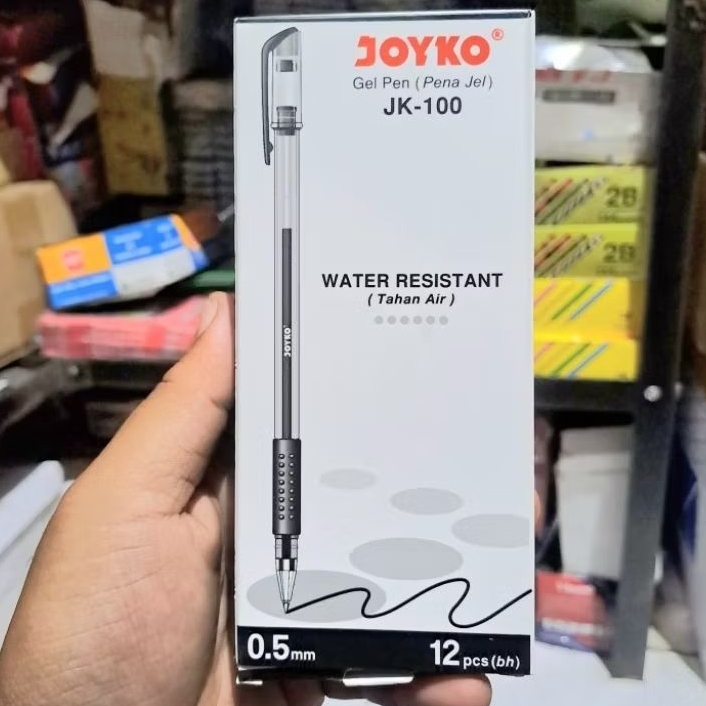 JOYKO®
Gel Pen (Pena Jel)
JK-100
WATER RESISTANT
(Tahan Air)
JOYKO
0.5mm
12 pcs (bh)
2B
2B